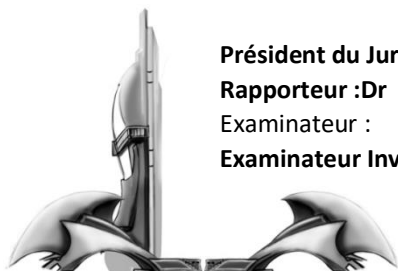 Président du Jur
Rapporteur :Dr
Examinateur :
Examinateur Inv